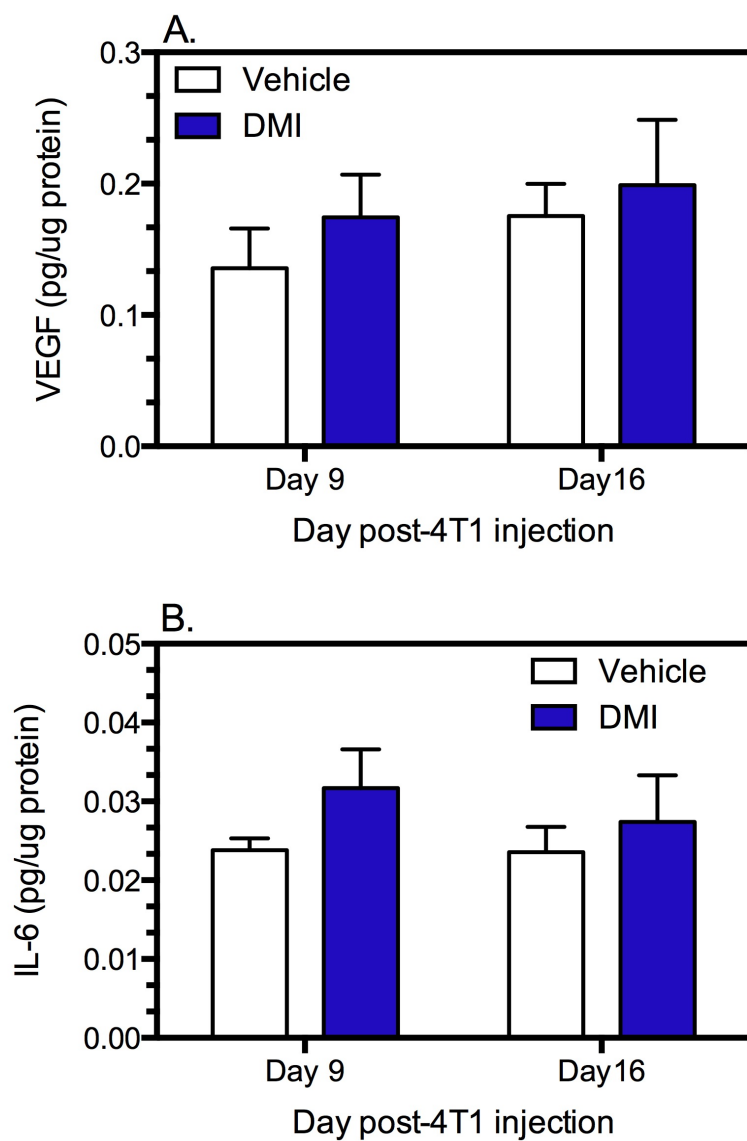 A.
0.3
Vehicle
DMI
0.2
0.1
0.0
VEGF (pg/ug protein)
Day 9
Day16
Day post-4T1 injection
B.
0.05
Vehicle
DMI
0.04
0.03
0.02
0.01
0.00
IL-6 (pg/ug protein)
Day 9
Day16
Day post-4T1 injection